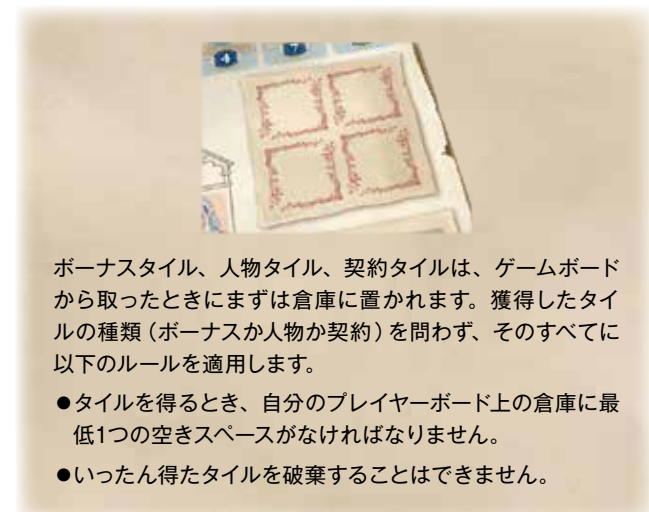 4 7
ボーナスタイル、人物タイル、契約タイルは、ゲームボード
から取ったときにまずは倉庫に置かれます。獲得したタイ
ルの種類（ボーナスか人物か契約）を問わず、そのすべてに
以下のルールを適用します。
●タイルを得るとき、自分のプレイヤーボード上の倉庫に最
低1つの空きスペースがなければなりません。
●いったん得たタイルを破棄することはできません。